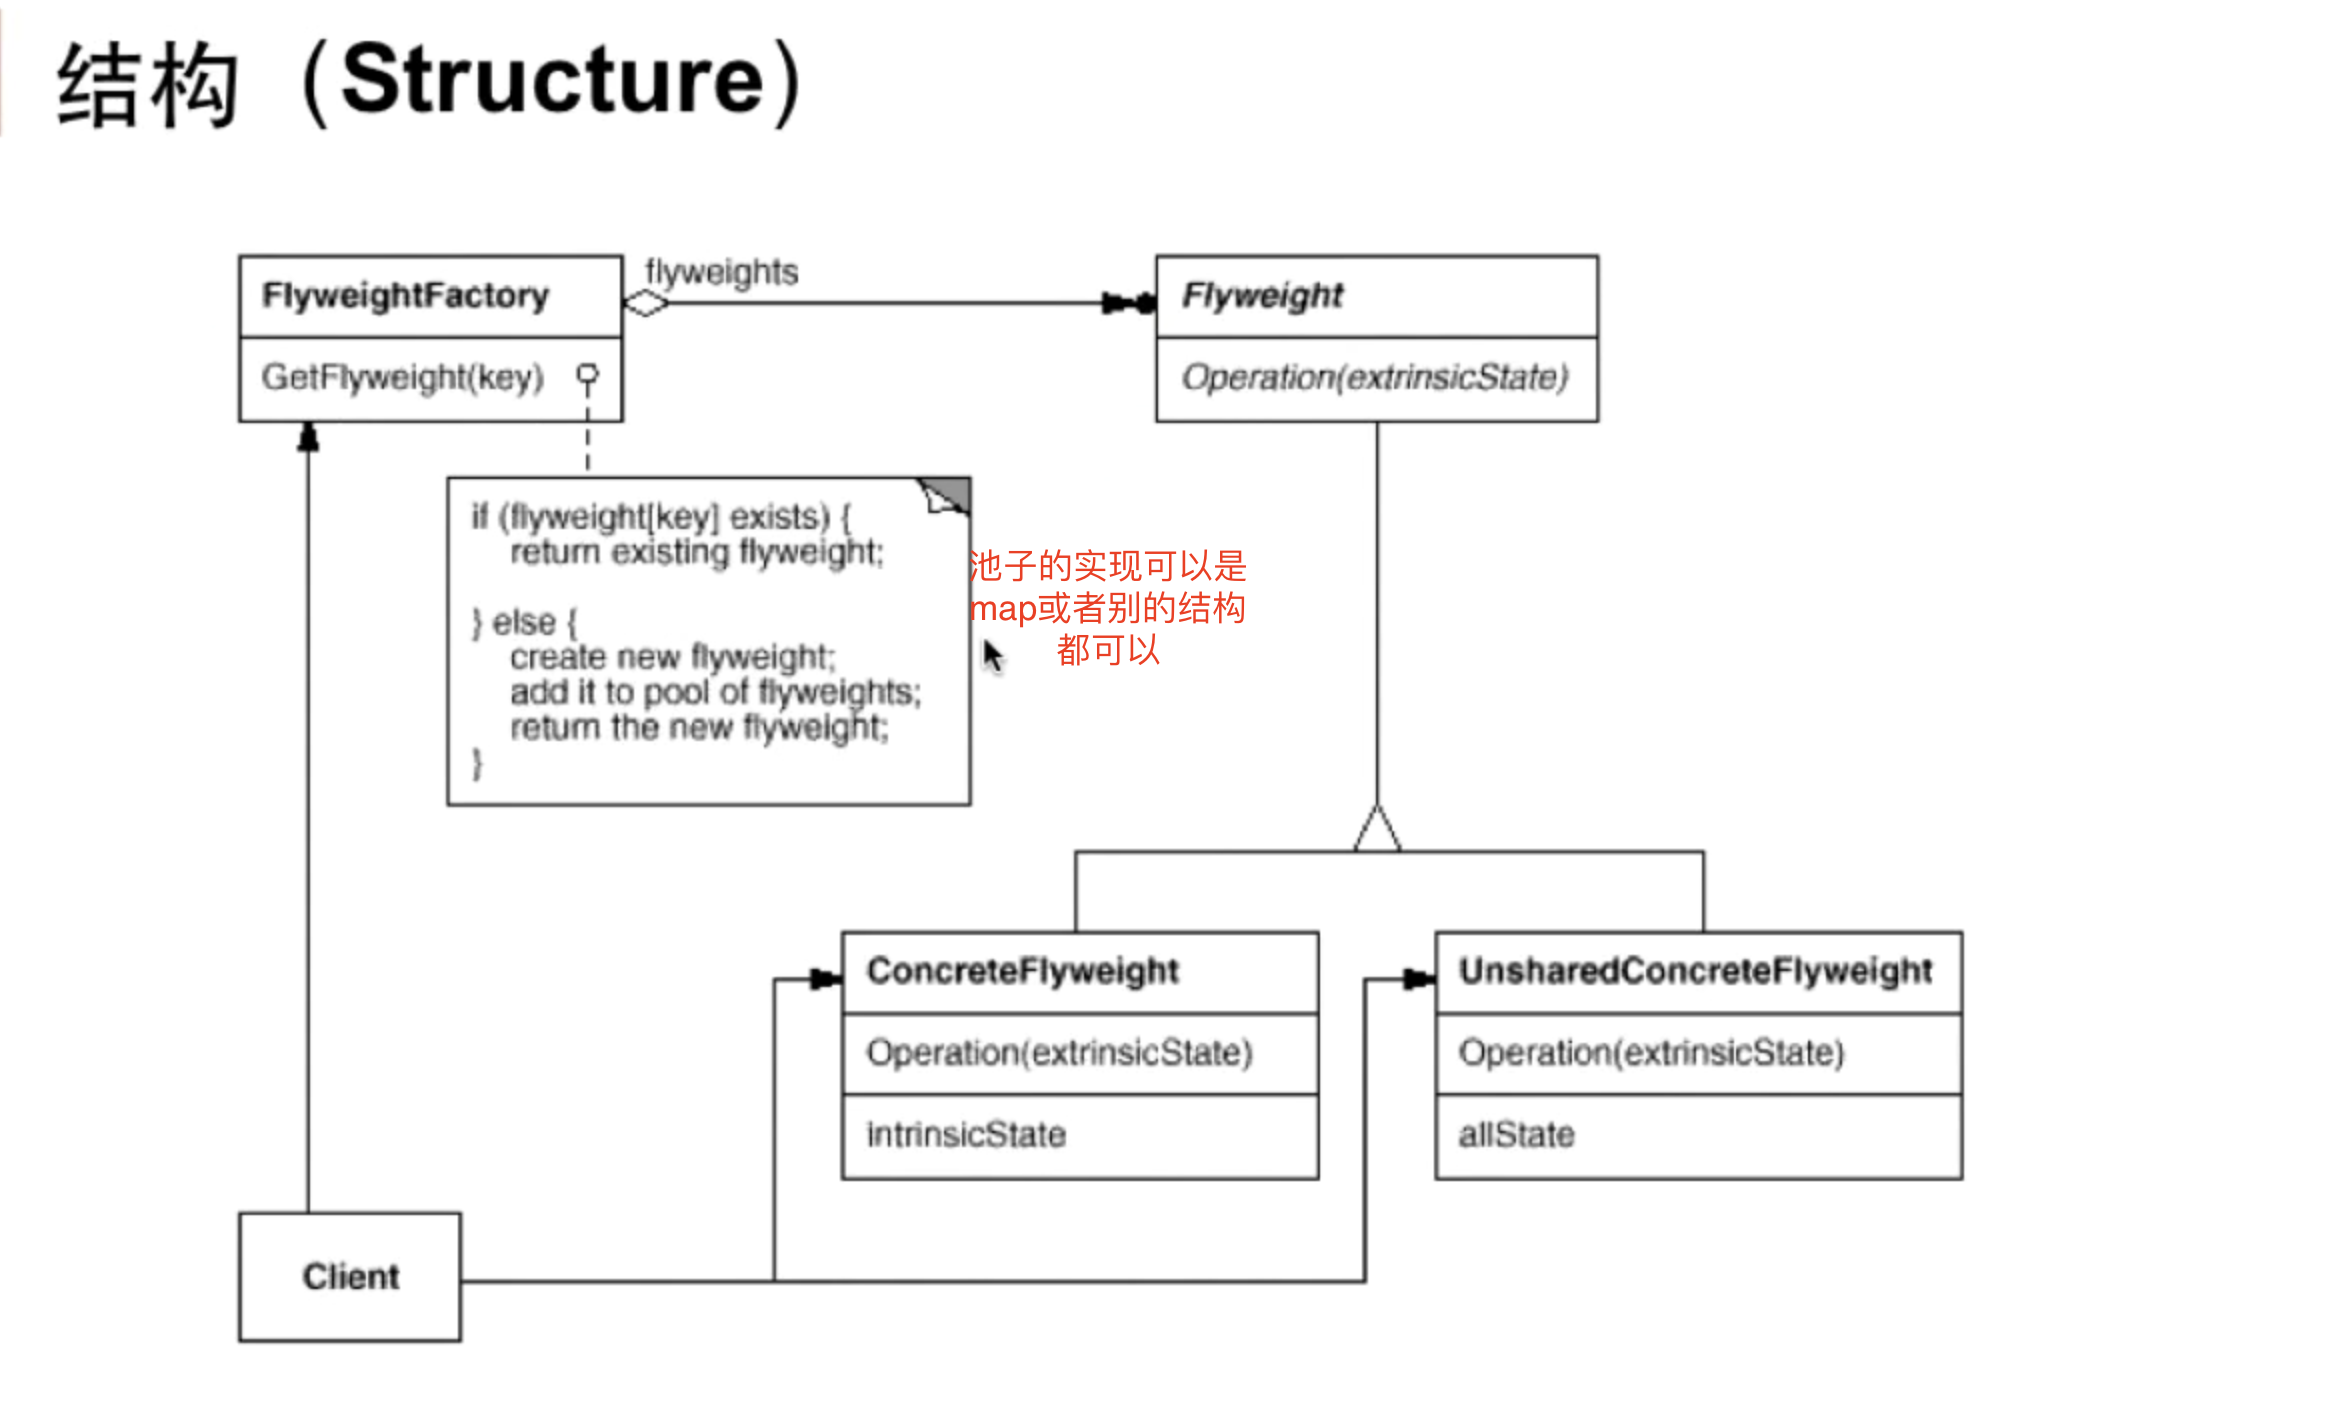 结构（Structure）
flyweights
FlyweightFactory
GetFlyweight(key)
Flyweight
Operation(extrinsicState)
if (flyweight[key] exists) {
return existing flyweight;
} else {
create new flyweight;
add it to pool of flyweights;
return the new flyweight;
}
池子的实现可以是
map或者别的结构
都可以
ConcreteFlyweight
Operation(extrinsicState)
intrinsicState
UnsharedConcreteFlyweight
Operation(extrinsicState)
allState
Client